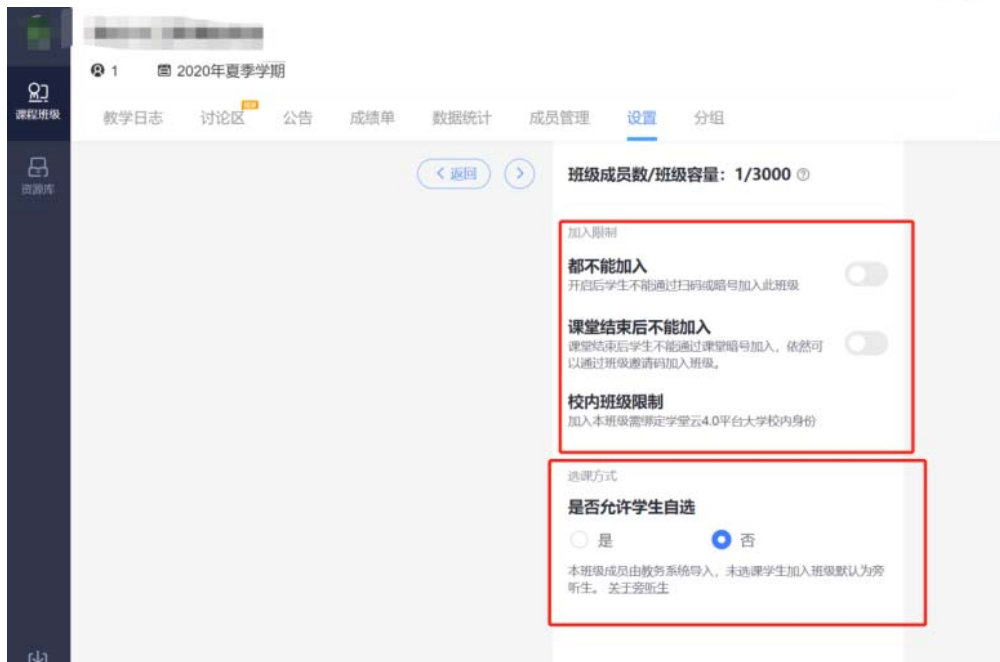 1 2020年夏季学期
课程班级
教学日志 讨论区 公告 成绩单 数据统计 成员管理 设置 分组
资源库
返回
班级成员数/班级容量：1/3000
加入限制
都不能加入
开启后学生不能通过扫码或暗号加入此班级
课堂结束后不能加入
课堂结束后学生不能通过课堂暗号加入，依然可
以通过班级邀请码加入班级。
校内班级限制
加入本班级需绑定学堂云4.0平台大学校内身份
选课方式
是否允许学生自选
是 否
本班级成员由教务系统导入，未选课学生加入班级默认为旁
听生。 关于旁听生